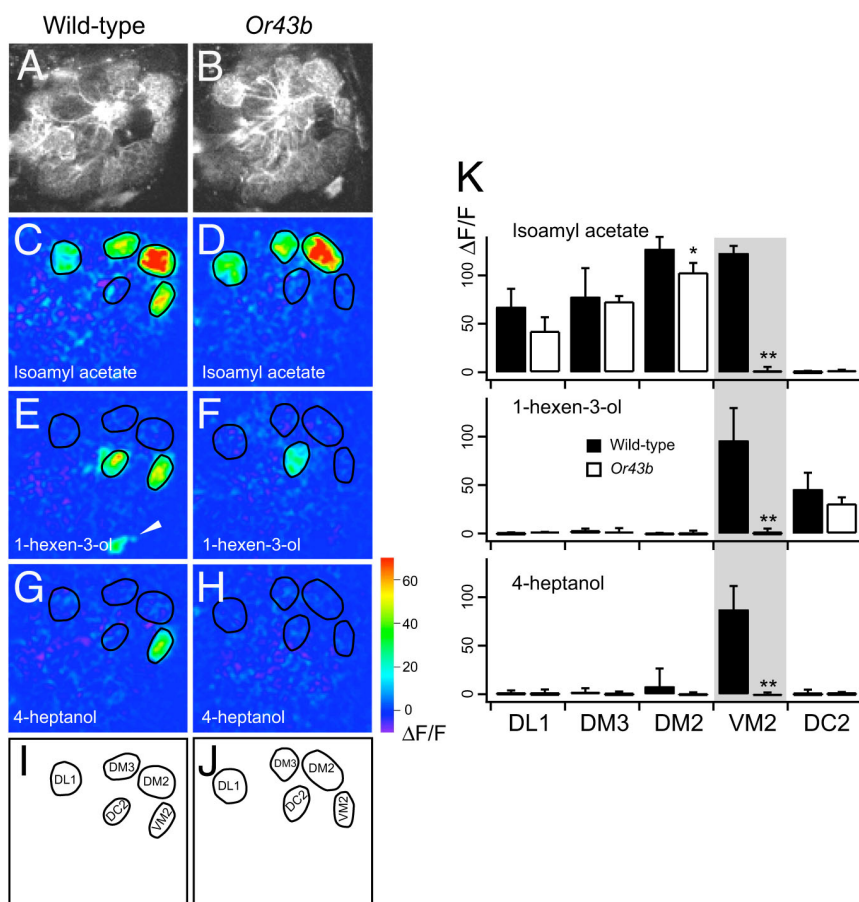 Wild-type Or43b
A B
C D
Isoamyl acetate Isoamyl acetate
E F
1-hexen-3-ol 1-hexen-3-ol
G H
4-heptanol 4-heptanol
60
40
20
0
ΔF/F
I J
DL1 DM3 DM2 DC2 VM2
DL1 DM3 DM2 DC2 VM2
K
ΔF/F
Isoamyl acetate
100
50
0
*
**
1-hexen-3-ol
100
50
0
Wild-type
Or43b
**
4-heptanol
100
50
0
**
DL1 DM3 DM2 VM2 DC2